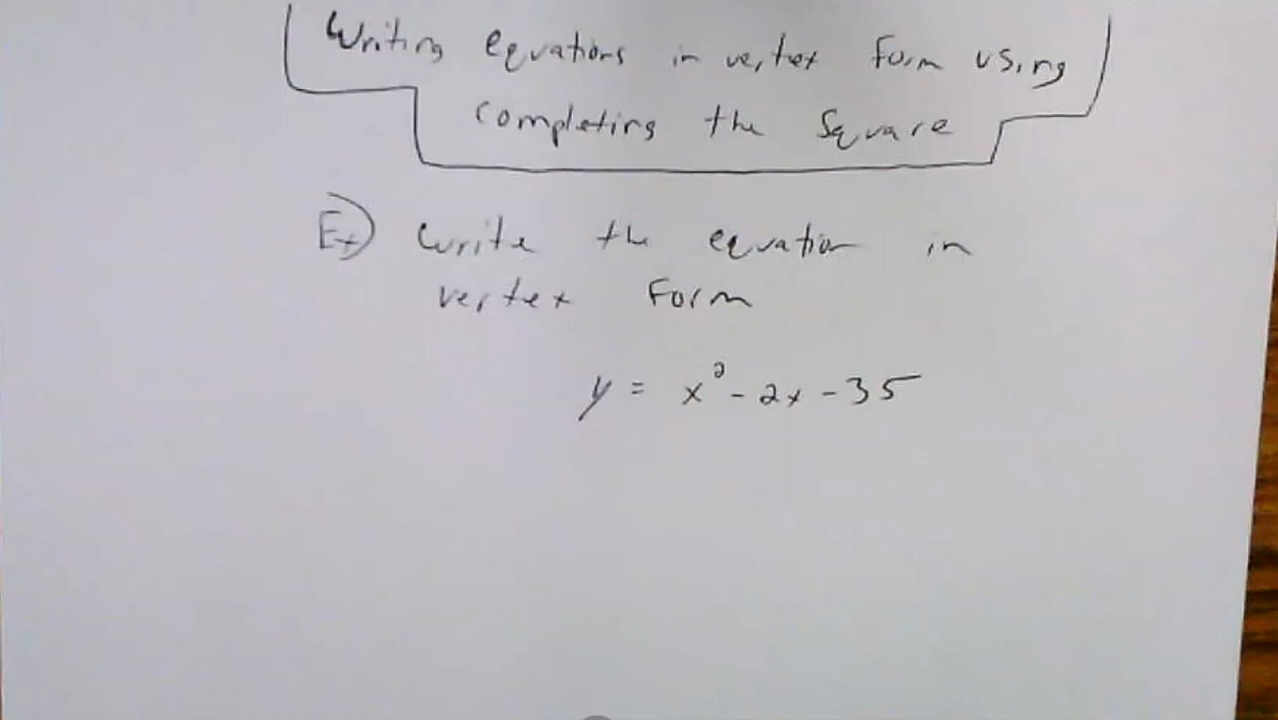 Writing equations in vertex form using
completing the square
Ex) Write the equation in
vertex form
y = x² - 2x - 35